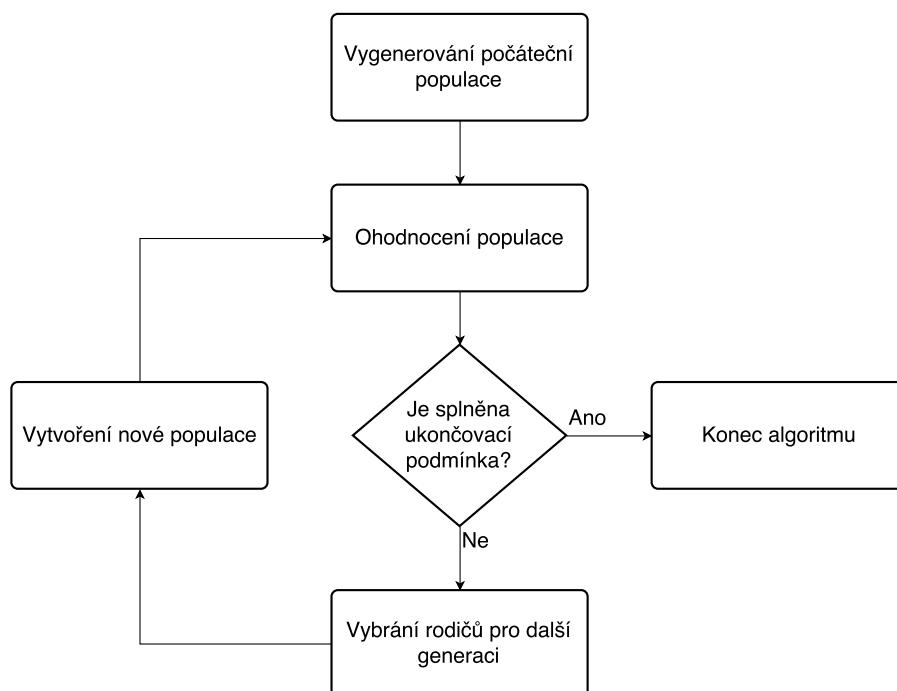 Vygenerování počáteční
populace
Ohodnocení populace
Vytvoření nové populace
Je splněna
ukončovací
podmínka?
Ano
Konec algoritmu
Ne
Vybrání rodičů pro další
generaci